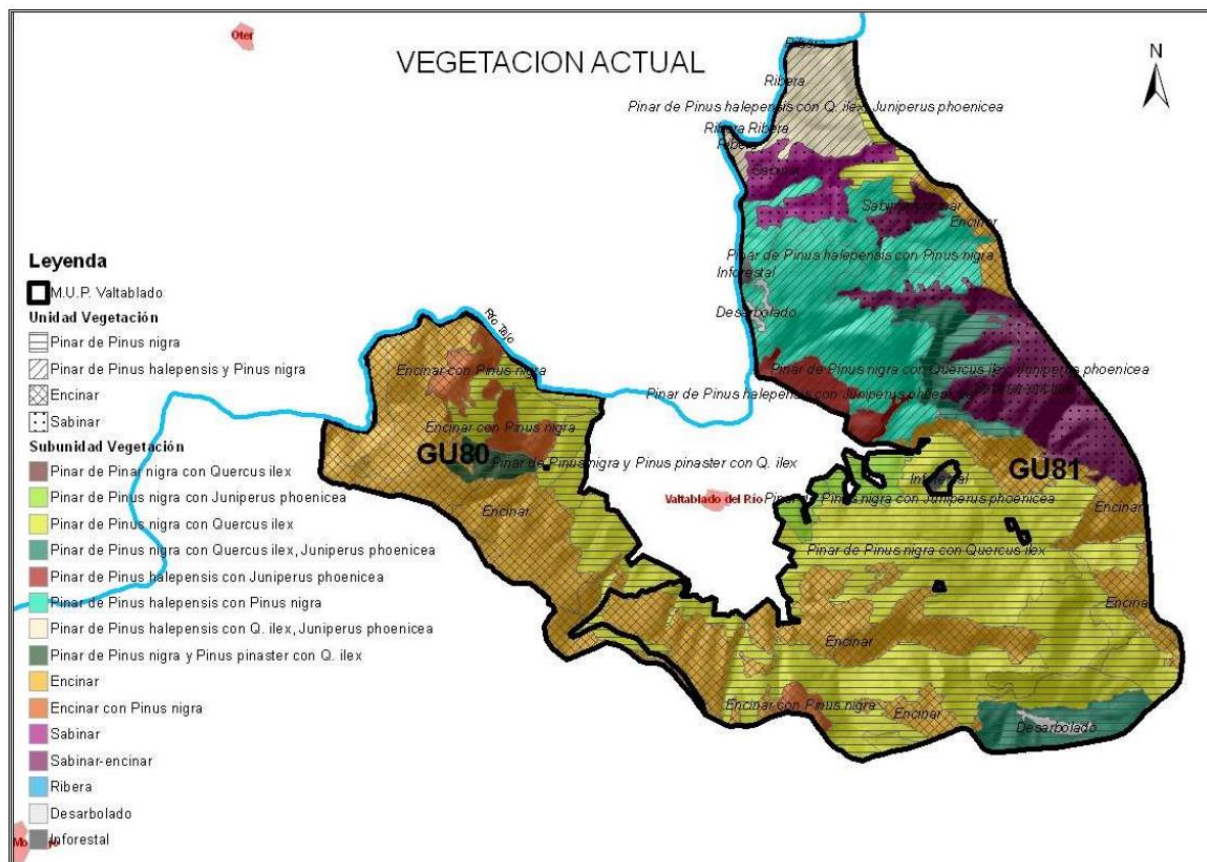 VEGETACION ACTUAL
N
Oter
Ribera
Ribera
Pinar de Pinus halepensis con Q. ilex, Juniperus phoenicea
Ribera Ribera
Ribera
Sabinar
Sabinar-encinar
Encinar
Pinar de Pinus halepensis con Pinus nigra
Inforestal
Desarbolado
Río Tajo
Encinar con Pinus nigra
Pinar de Pinus nigra con Quercus ilex, Juniperus phoenicea
Pinar de Pinus halepensis con Juniperus
Encinar con Pinus nigra
GU80
Pinar de Pinus nigra y Pinus pinaster con Q. ilex
GU81
Inforestal
Valtablado del Río
Pinar de Pinus nigra con Juniperus phoenicea
Encinar
Encinar
Pinar de Pinus nigra con Quercus ilex
Encinar
Encinar
Encinar con Pinus nigra
Encinar
Desarbolado
Leyenda
M.U.P. Valtablado
Unidad Vegetación
Pinar de Pinus nigra
Pinar de Pinus halepensis y Pinus nigra
Encinar
Sabinar
Subunidad Vegetación
Pinar de Pinar nigra con Quercus ilex
Pinar de Pinus nigra con Juniperus phoenicea
Pinar de Pinus nigra con Quercus ilex
Pinar de Pinus nigra con Quercus ilex, Juniperus phoenicea
Pinar de Pinus halepensis con Juniperus phoenicea
Pinar de Pinus halepensis con Pinus nigra
Pinar de Pinus halepensis con Q. ilex, Juniperus phoenicea
Pinar de Pinus nigra y Pinus pinaster con Q. ilex
Encinar
Encinar con Pinus nigra
Sabinar
Sabinar-encinar
Ribera
Desarbolado
Inforestal